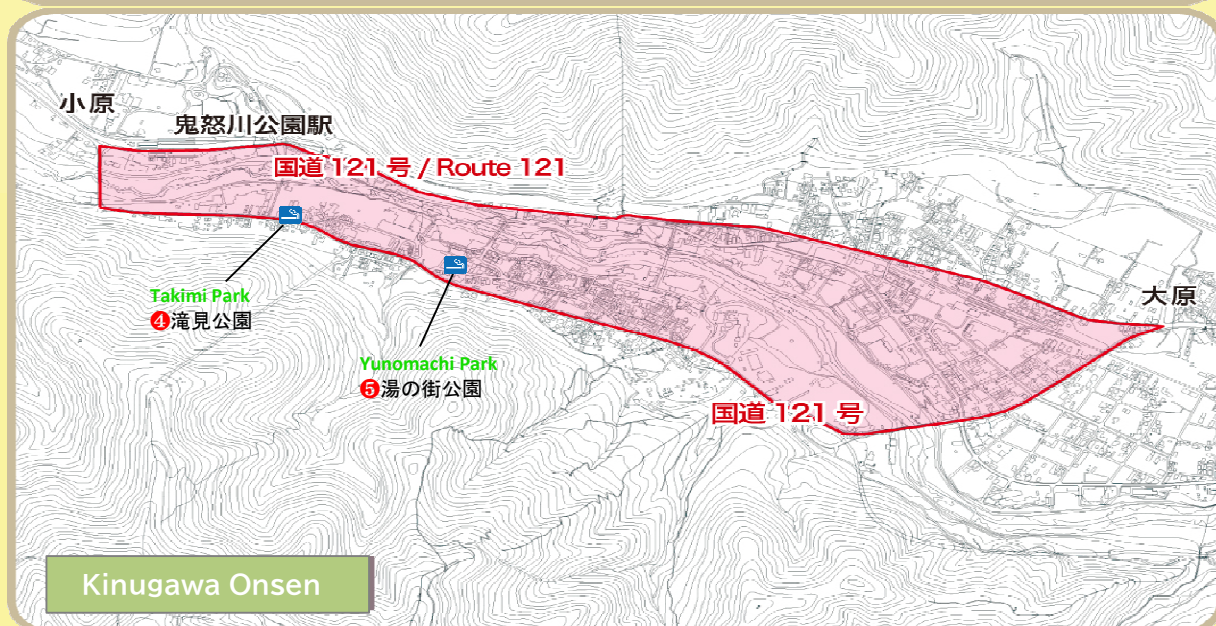 小原
鬼怒川公園駅
国道 121 号 / Route 121
Takimi Park
❹滝見公園
大原
Yunomachi Park
❺湯の街公園
国道 121 号
Kinugawa Onsen